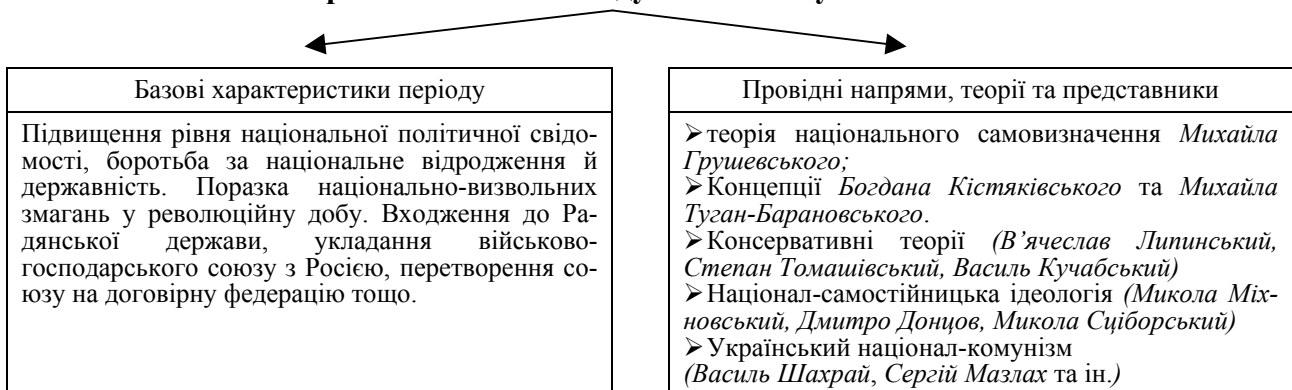 Базові характеристики періоду
Підвищення рівня національної політичної свідо-
мості, боротьба за національне відродження й
державність. Поразка національно-визвольних
змагань у революційну добу. Входження до Ра-
дянської держави, укладання військово-
господарського союзу з Росією, перетворення со-
юзу на договірну федерацію тощо.
Провідні напрями, теорії та представники
➢теорія національного самовизначення Михайла
Грушевського;
➢Концепції Богдана Кістяківського та Михайла
Туган-Барановського.
➢Консервативні теорії (В’ячеслав Липинський,
Степан Томашівський, Василь Кучабський)
➢Націонал-самостійницька ідеологія (Микола Міх-
новський, Дмитро Донцов, Микола Сціборський)
➢Український націонал-комунізм
(Василь Шахрай, Сергій Мазлах та ін.)